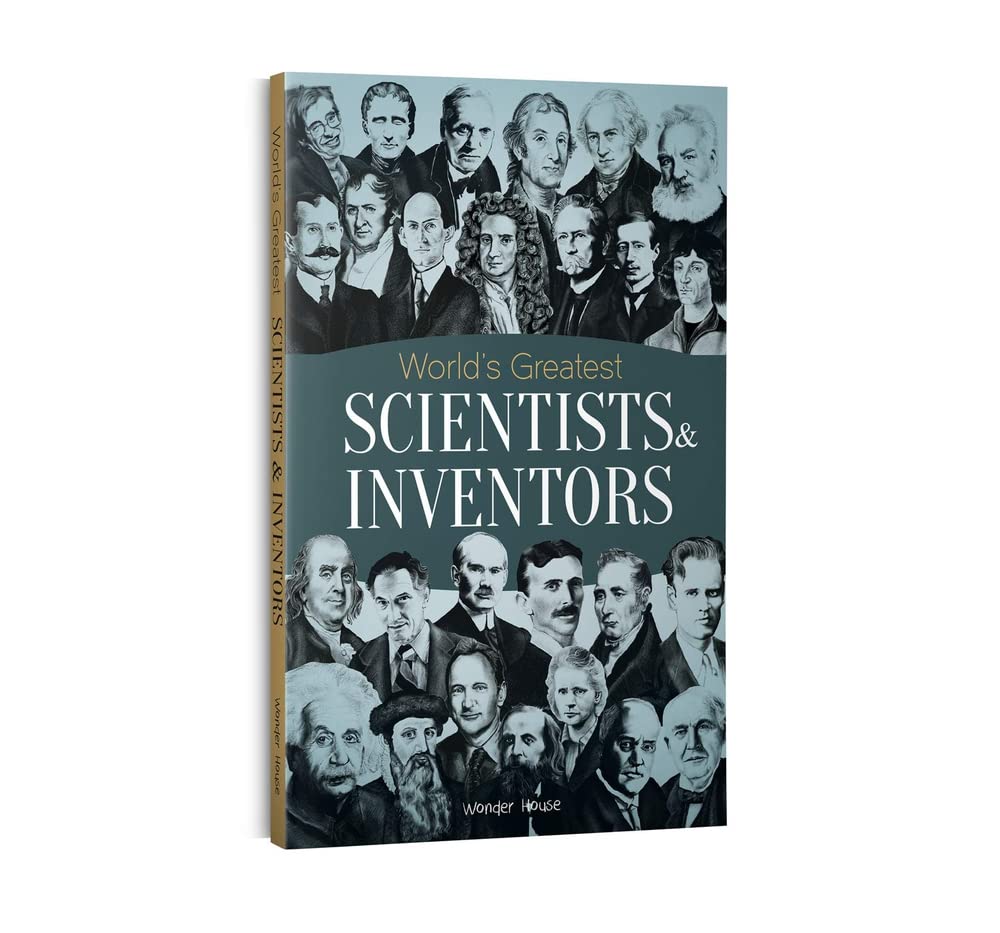 World's Greatest SCIENTISTS & INVENTORS Wonder House
World's Greatest
SCIENTISTS &
INVENTORS
Wonder House